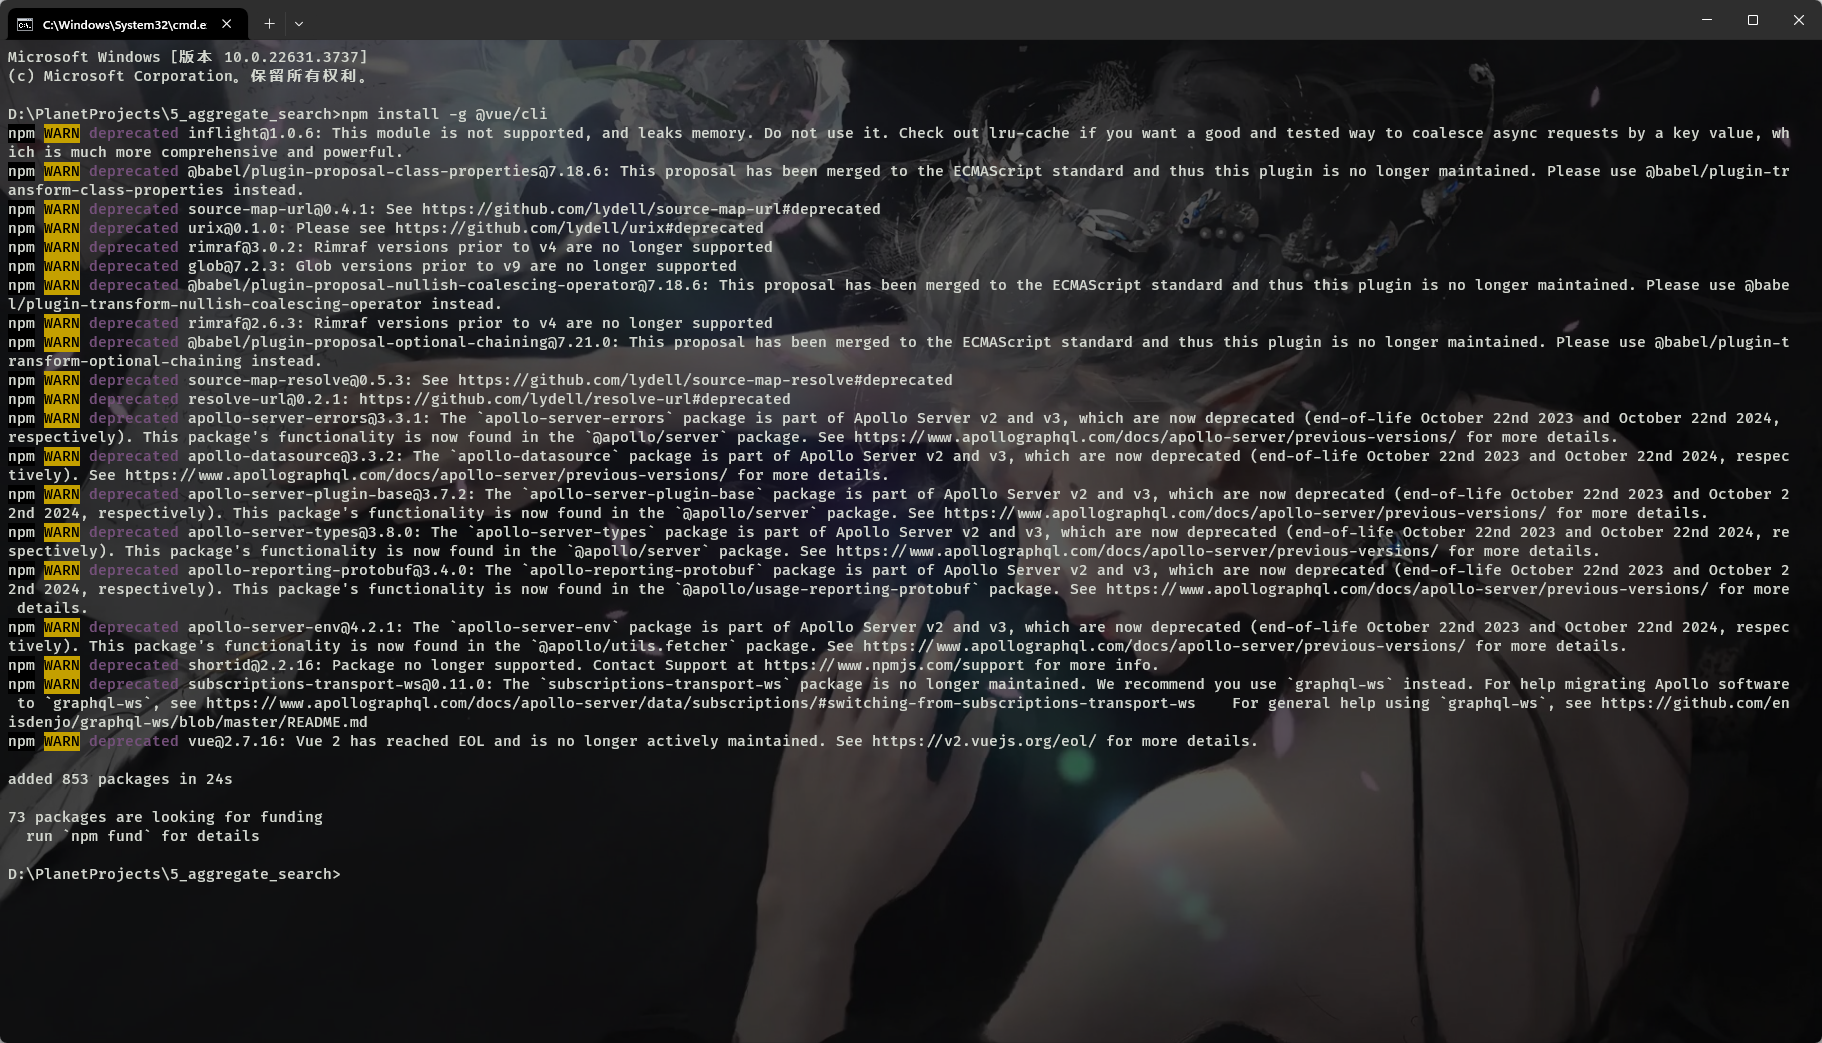 C:\Windows\System32\cmd.e
Microsoft Windows [版本 10.0.22631.3737]
(c) Microsoft Corporation。保留所有权利。
D:\PlanetProjects\5_aggregate_search>npm install -g @vue/cli
npm WARN deprecated inflight@1.0.6: This module is not supported, and leaks memory. Do not use it. Check out lru-cache if you want a good and tested way to coalesce async requests by a key value, wh
ich is much more comprehensive and powerful.
npm WARN deprecated @babel/plugin-proposal-class-properties@7.18.6: This proposal has been merged to the ECMAScript standard and thus this plugin is no longer maintained. Please use @babel/plugin-tr
ansform-class-properties instead.
npm WARN deprecated source-map-url@0.4.1: See https://github.com/lydell/source-map-url#deprecated
npm WARN deprecated urix@0.1.0: Please see https://github.com/lydell/urix#deprecated
npm WARN deprecated rimraf@3.0.2: Rimraf versions prior to v4 are no longer supported
npm WARN deprecated glob@7.2.3: Glob versions prior to v9 are no longer supported
npm WARN deprecated @babel/plugin-proposal-nullish-coalescing-operator@7.18.6: This proposal has been merged to the ECMAScript standard and thus this plugin is no longer maintained. Please use @babe
l/plugin-transform-nullish-coalescing-operator instead.
npm WARN deprecated rimraf@2.6.3: Rimraf versions prior to v4 are no longer supported
npm WARN deprecated @babel/plugin-proposal-optional-chaining@7.21.0: This proposal has been merged to the ECMAScript standard and thus this plugin is no longer maintained. Please use @babel/plugin-t
ransform-optional-chaining instead.
npm WARN deprecated source-map-resolve@0.5.3: See https://github.com/lydell/source-map-resolve#deprecated
npm WARN deprecated resolve-url@0.2.1: https://github.com/lydell/resolve-url#deprecated
npm WARN deprecated apollo-server-errors@3.3.1: The `apollo-server-errors` package is part of Apollo Server v2 and v3, which are now deprecated (end-of-life October 22nd 2023 and October 22nd 2024,
respectively). This package's functionality is now found in the `@apollo/server` package. See https://www.apollographql.com/docs/apollo-server/previous-versions/ for more details.
npm WARN deprecated apollo-datasource@3.3.2: The `apollo-datasource` package is part of Apollo Server v2 and v3, which are now deprecated (end-of-life October 22nd 2023 and October 22nd 2024, respec
tively). See https://www.apollographql.com/docs/apollo-server/previous-versions/ for more details.
npm WARN deprecated apollo-server-plugin-base@3.7.2: The `apollo-server-plugin-base` package is part of Apollo Server v2 and v3, which are now deprecated (end-of-life October 22nd 2023 and October 2
2nd 2024, respectively). This package's functionality is now found in the `@apollo/server` package. See https://www.apollographql.com/docs/apollo-server/previous-versions/ for more details.
npm WARN deprecated apollo-server-types@3.8.0: The `apollo-server-types` package is part of Apollo Server v2 and v3, which are now deprecated (end-of-life October 22nd 2023 and October 22nd 2024, re
spectively). This package's functionality is now found in the `@apollo/server` package. See https://www.apollographql.com/docs/apollo-server/previous-versions/ for more details.
npm WARN deprecated apollo-reporting-protobuf@3.4.0: The `apollo-reporting-protobuf` package is part of Apollo Server v2 and v3, which are now deprecated (end-of-life October 22nd 2023 and October 2
2nd 2024, respectively). This package's functionality is now found in the `@apollo/usage-reporting-protobuf` package. See https://www.apollographql.com/docs/apollo-server/previous-versions/ for more
details.
npm WARN deprecated apollo-server-env@4.2.1: The `apollo-server-env` package is part of Apollo Server v2 and v3, which are now deprecated (end-of-life October 22nd 2023 and October 22nd 2024, respec
tively). This package's functionality is now found in the `@apollo/utils.fetcher` package. See https://www.apollographql.com/docs/apollo-server/previous-versions/ for more details.
npm WARN deprecated shortid@2.2.16: Package no longer supported. Contact Support at https://www.npmjs.com/support for more info.
npm WARN deprecated subscriptions-transport-ws@0.11.0: The `subscriptions-transport-ws` package is no longer maintained. We recommend you use `graphql-ws` instead. For help migrating Apollo software
to `graphql-ws`, see https://www.apollographql.com/docs/apollo-server/data/subscriptions/#switching-from-subscriptions-transport-ws    For general help using `graphql-ws`, see https://github.com/en
isdenjo/graphql-ws/blob/master/README.md
npm WARN deprecated vue@2.7.16: Vue 2 has reached EOL and is no longer actively maintained. See https://v2.vuejs.org/eol/ for more details.
added 853 packages in 24s
73 packages are looking for funding
run `npm fund` for details
D:\PlanetProjects\5_aggregate_search>